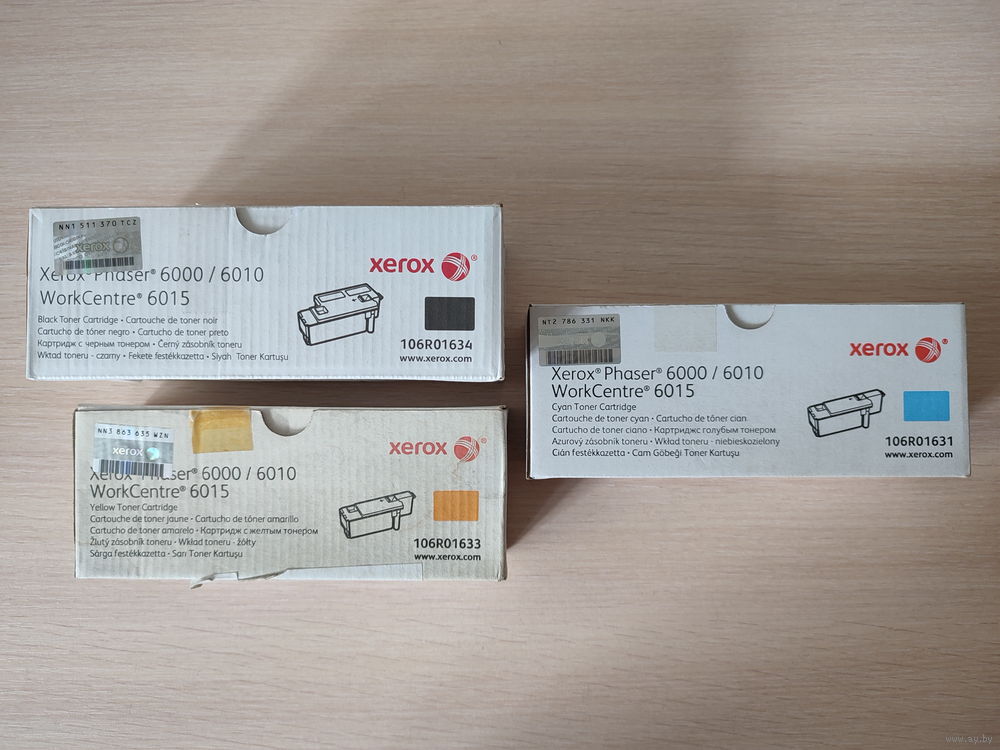 NN1 511 370 TCZ
xerox
Xerox® Phaser® 6000 / 6010
WorkCentre® 6015
Black Toner Cartridge • Cartouche de toner noir
Cartucho de tóner negro • Cartucho de toner preto
Картридж с черным тонером • Černý zásobník toneru
Wkład toneru - czarny • Fekete festékkazetta • Siyah Toner Kartuşu
xerox®
106R01634
www.xerox.com
NT2 786 331 NKK
Xerox® Phaser® 6000 / 6010
WorkCentre® 6015
Cyan Toner Cartridge
Cartouche de toner cyan • Cartucho de tóner cian
Cartucho de toner ciano • Картридж с голубым тонером
Azurový zásobník toneru • Wkład toneru - niebieskozielony
Cián festékkazetta • Cam Göbeği Toner Kartuşu
xerox®
106R01631
www.xerox.com
NN3 863 635 WZN
xerox
Xerox® Phaser® 6000 / 6010
WorkCentre® 6015
Yellow Toner Cartridge
Cartouche de toner jaune • Cartucho de tóner amarillo
Cartucho de toner amarelo • Картридж с желтым тонером
Žlutý zásobník toneru • Wkład toneru - żółty
Sárga festékkazetta • Sarı Toner Kartuşu
xerox®
106R01633
www.xerox.com
www.ay.by